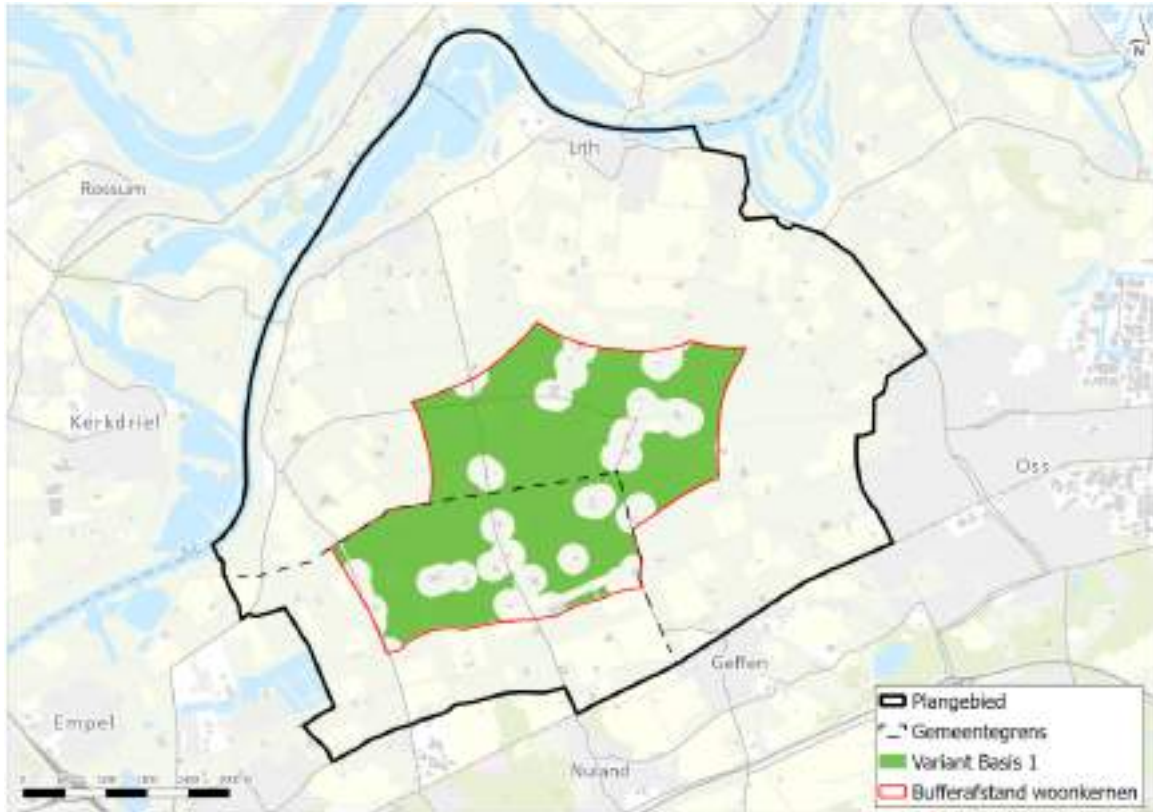 N
Lith
Rossum
Kerkdriel
Oss
Geffen
Empel
Nuland
Plangebied
Gemeentegrens
Variant Basis 1
Bufferafstand woonkernen